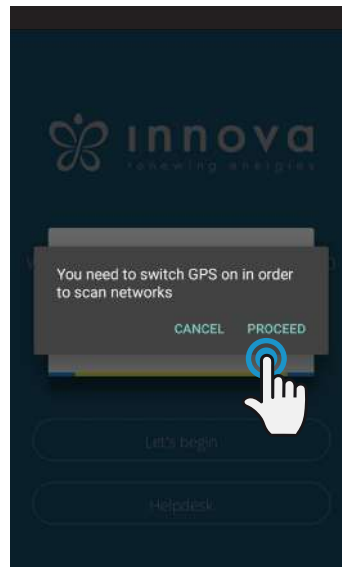 innova
renewing energies
You need to switch GPS on in order
to scan networks
CANCEL PROCEED
Let's begin
Helpdesk